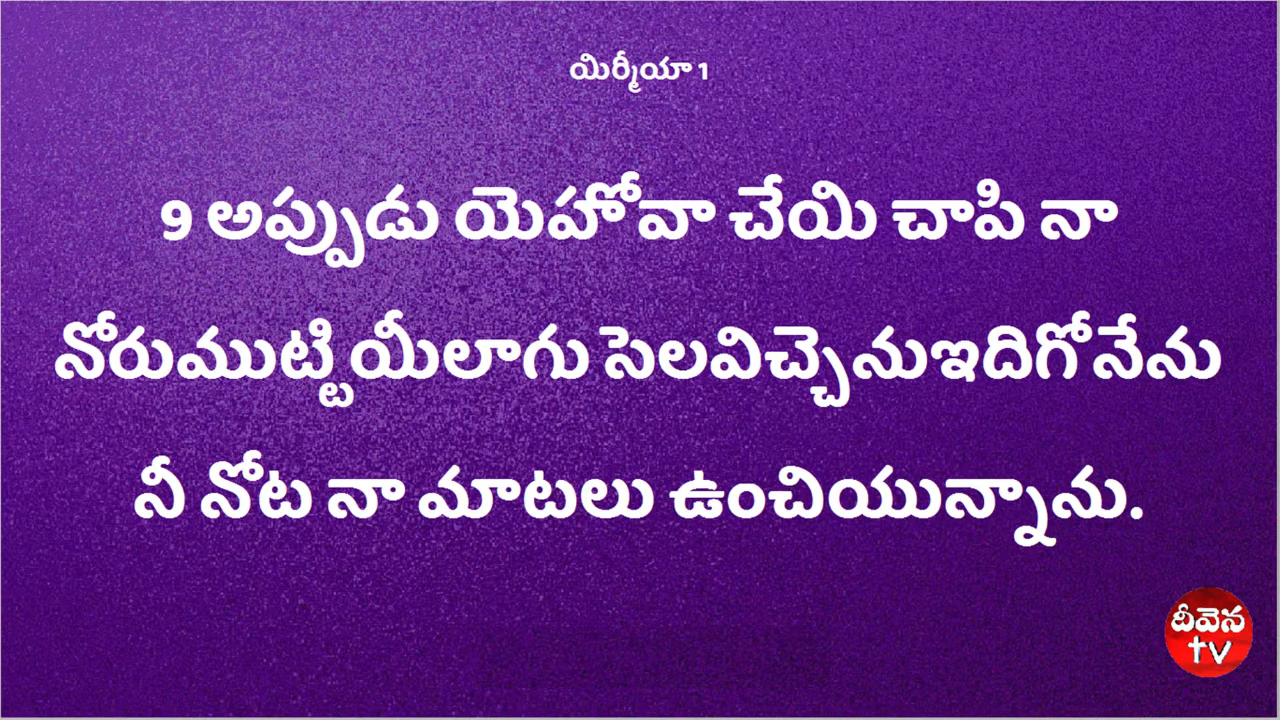 యిర్మీయా 1
9 అప్పుడు యెహోవా చేయి చాపి నా
నోరుముట్టియీలాగు సెలవిచ్చెనుఇదిగోనేను
నీ నోట నా మాటలు ఉంచియున్నాను.
దీవెన
tv